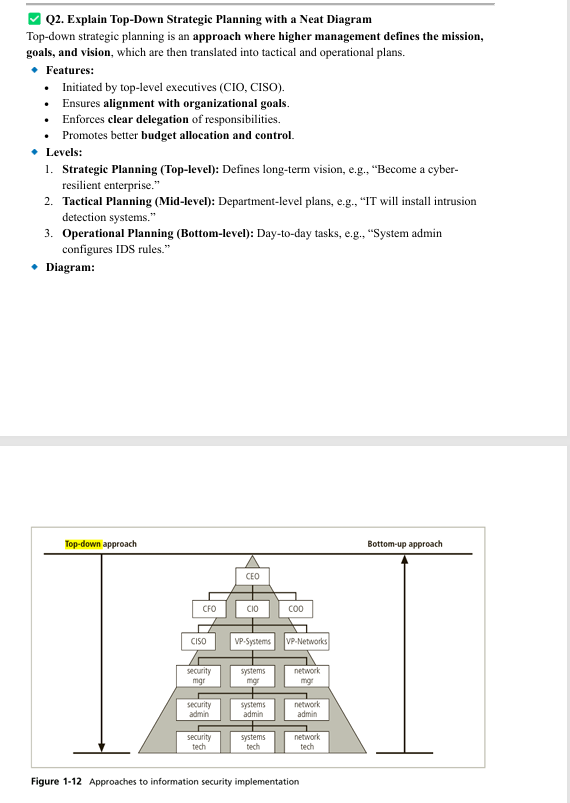 ✅ Q2. Explain Top-Down Strategic Planning with a Neat Diagram
Top-down strategic planning is an approach where higher management defines the mission,
goals, and vision, which are then translated into tactical and operational plans.
🔹 Features:
• Initiated by top-level executives (CIO, CISO).
• Ensures alignment with organizational goals.
• Enforces clear delegation of responsibilities.
• Promotes better budget allocation and control.
🔹 Levels:
1. Strategic Planning (Top-level): Defines long-term vision, e.g., “Become a cyber-
resilient enterprise.”
2. Tactical Planning (Mid-level): Department-level plans, e.g., “IT will install intrusion
detection systems.”
3. Operational Planning (Bottom-level): Day-to-day tasks, e.g., “System admin
configures IDS rules.”
🔹 Diagram:
Top-down approach
Bottom-up approach
CEO
CFO
CIO
COO
CISO
VP-Systems
VP-Networks
security
mgr
systems
mgr
network
mgr
security
admin
systems
admin
network
admin
security
tech
systems
tech
network
tech
Figure 1-12 Approaches to information security implementation